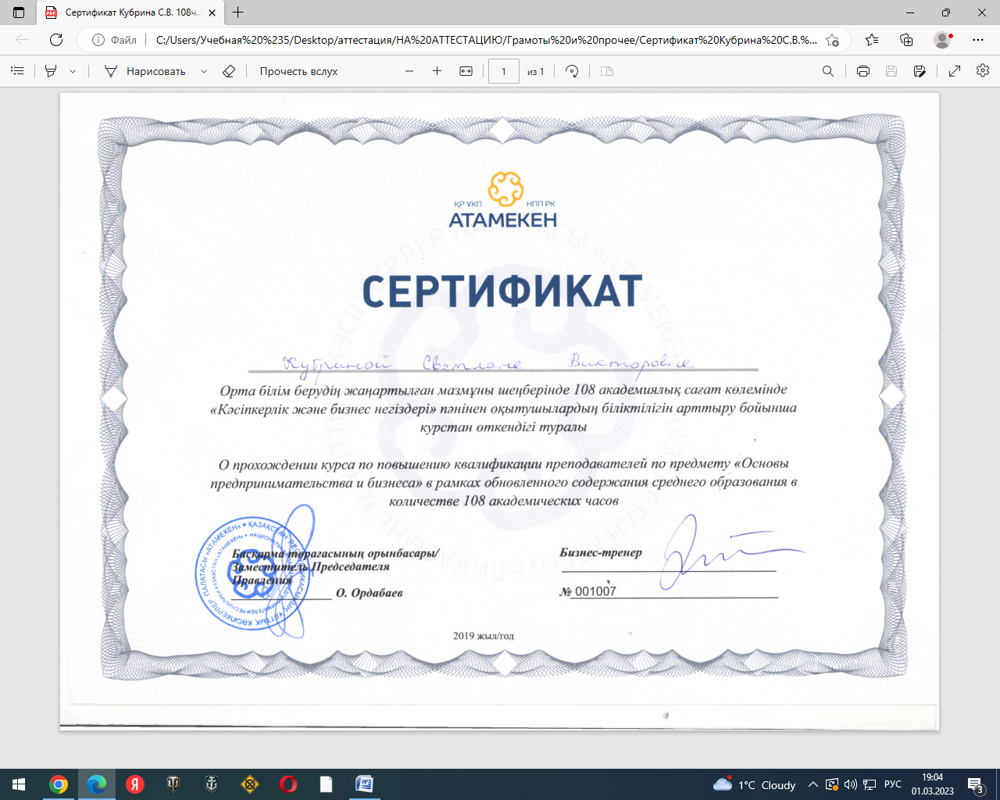 Сертификат Кубрина С.В. 108ч.
Файл
C:/Users/Учебная%20%235/Desktop/аттестация/НА%20АТТЕСТАЦИЮ/Грамоты%20и%20прочее/Сертификат%20Кубрина%20С.В.%...
Нарисовать
Прочесть вслух
1 из 1
ҚР ҰКП НПП РК
АТАМЕКЕН
СЕРТИФИКАТ
Кубриной Светлане Викторовне
Орта білім берудің жаңартылған мазмұны шеңберінде 108 академиялық сағат көлемінде
«Кәсіпкерлік және бизнес негіздері» пәнінен оқытушылардың біліктілігін арттыру бойынша
курстан өткендігі туралы
О прохождении курса по повышению квалификации преподавателей по предмету «Основы
предпринимательства и бизнеса» в рамках обновленного содержания среднего образования в
количестве 108 академических часов
Басқарма төрағасының орынбасары/
Заместитель Председателя
Правления
О. Ордабаев
Бизнес-тренер
№ 001007
2019 жыл/год
1°C Cloudy
РУС
19:04
01.03.2023
3